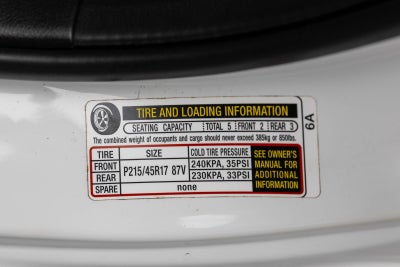 TIRE AND LOADING INFORMATION
SEATING CAPACITY TOTAL 5 FRONT 2 REAR 3
The combined weight of occupants and cargo should never exceed 385kg or 850lbs.
TIRE SIZE COLD TIRE PRESSURE
FRONT P215/45R17 87V 240KPA, 35PSI
REAR 230KPA, 33PSI
SPARE none
SEE OWNER'S
MANUAL FOR
ADDITIONAL
INFORMATION
6A